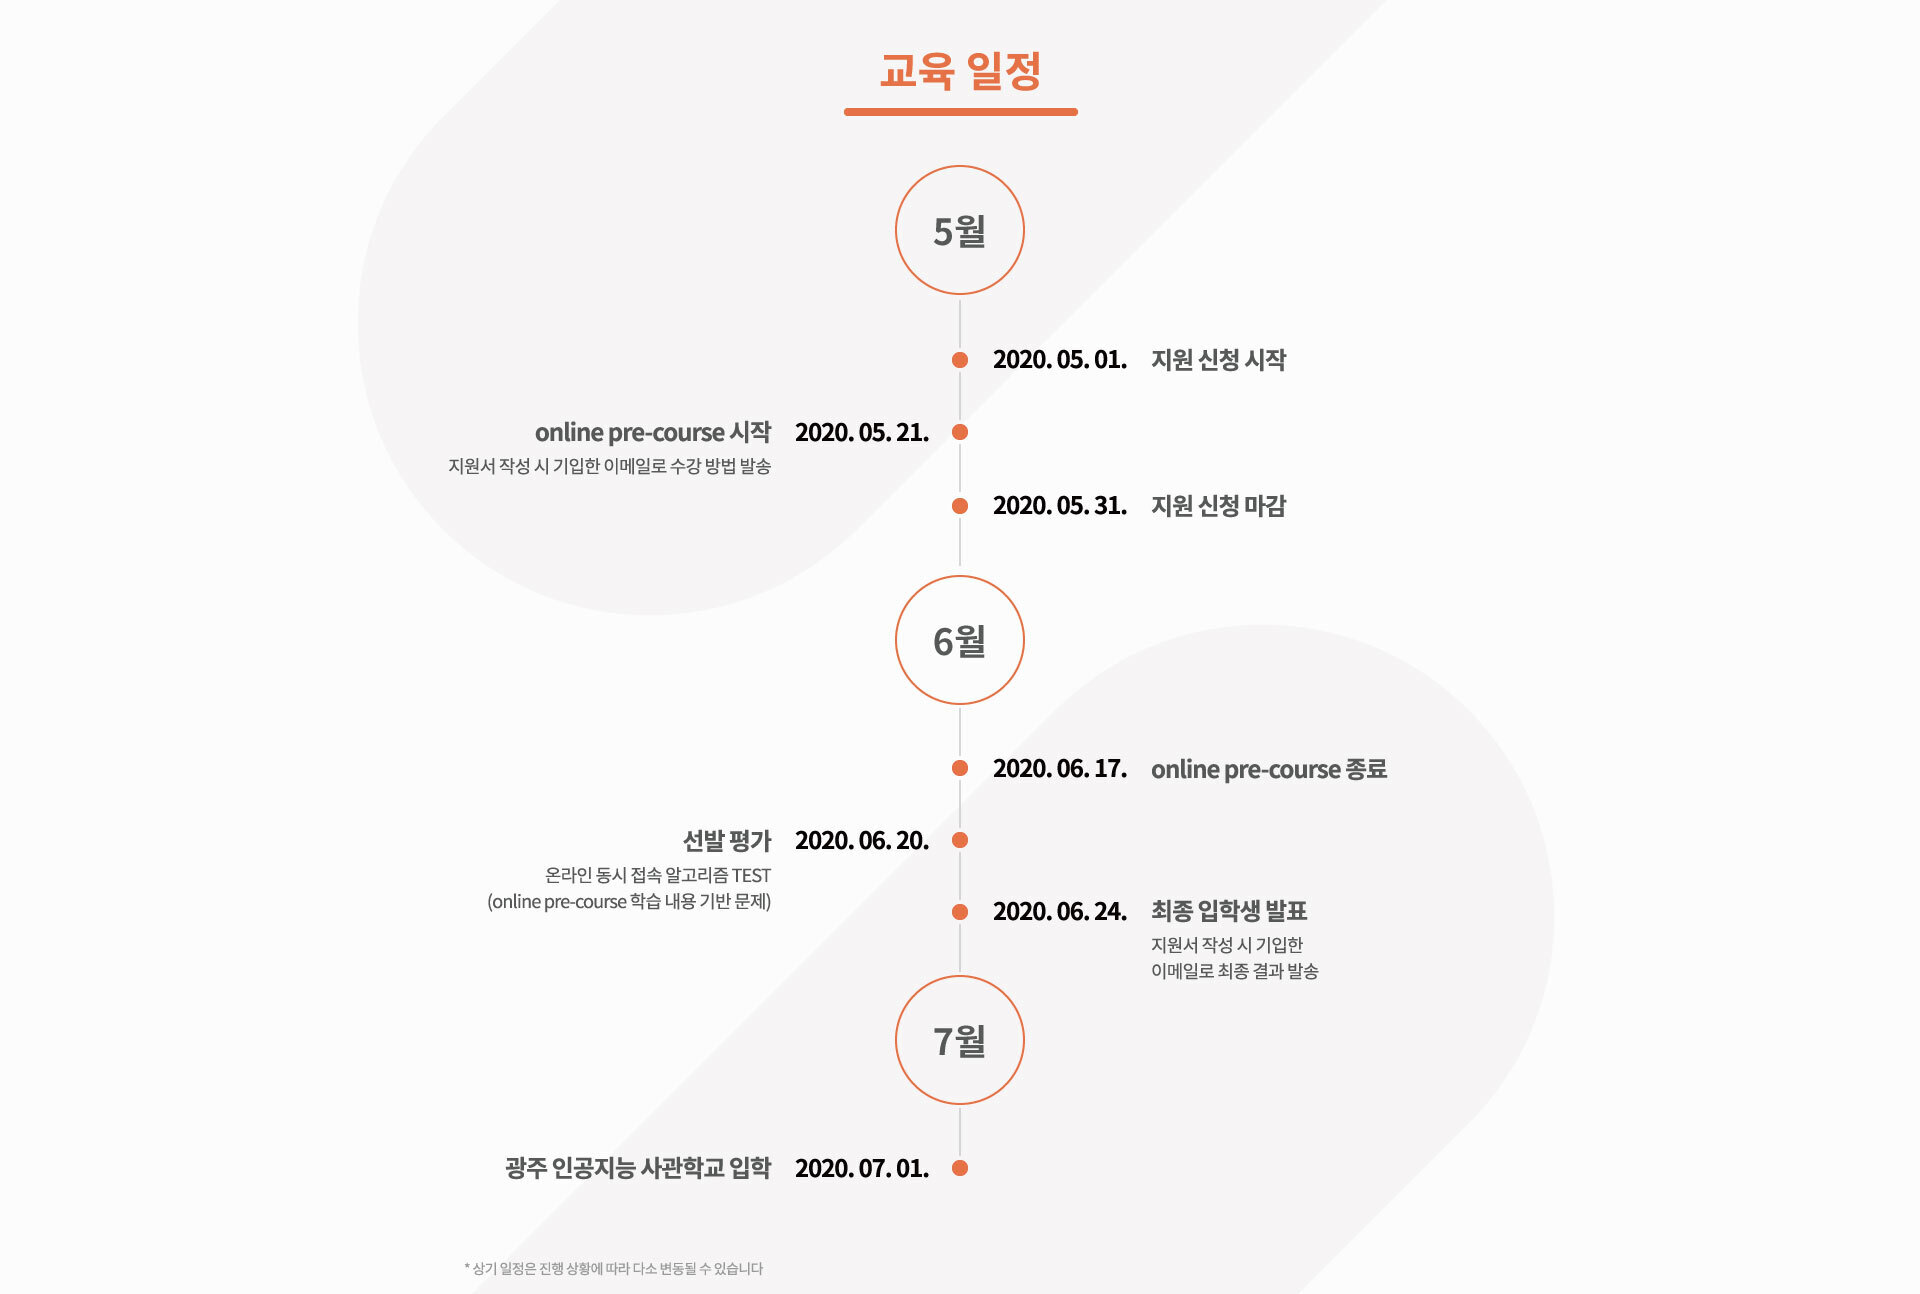 교육 일정
5월
2020. 05. 01. 지원 신청 시작
online pre-course 시작 2020. 05. 21.
지원서 작성 시 기입한 이메일로 수강 방법 발송
2020. 05. 31. 지원 신청 마감
6월
2020. 06. 17. online pre-course 종료
선발 평가 2020. 06. 20.
온라인 동시 접속 알고리즘 TEST
(online pre-course 학습 내용 기반 문제)
2020. 06. 24. 최종 입학생 발표
지원서 작성 시 기입한
이메일로 최종 결과 발송
7월
광주 인공지능 사관학교 입학 2020. 07. 01.
* 상기 일정은 진행 상황에 따라 다소 변동될 수 있습니다